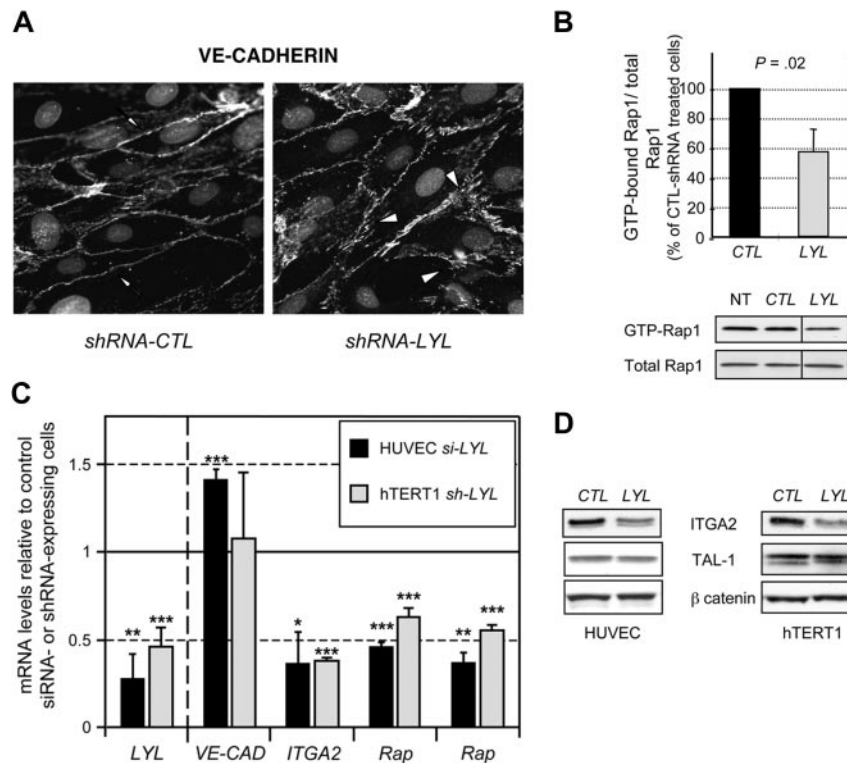 A
VE-CADHERIN
shRNA-CTL
shRNA-LYL
B
GTP-bound Rap1/ total
Rap1
(% of CTL-shRNA treated cells)
P = .02
100
80
60
40
20
0
CTL
LYL
NT
CTL
LYL
GTP-Rap1
Total Rap1
C
mRNA levels relative to control
siRNA- or shRNA-expressing cells
1.5
1
0.5
0
HUVEC si-LYL
hTERT1 sh-LYL
**
***
***
*
***
***
***
**
***
LYL
VE-CAD
ITGA2
Rap
Rap
D
CTL
LYL
CTL
LYL
ITGA2
TAL-1
β catenin
HUVEC
hTERT1